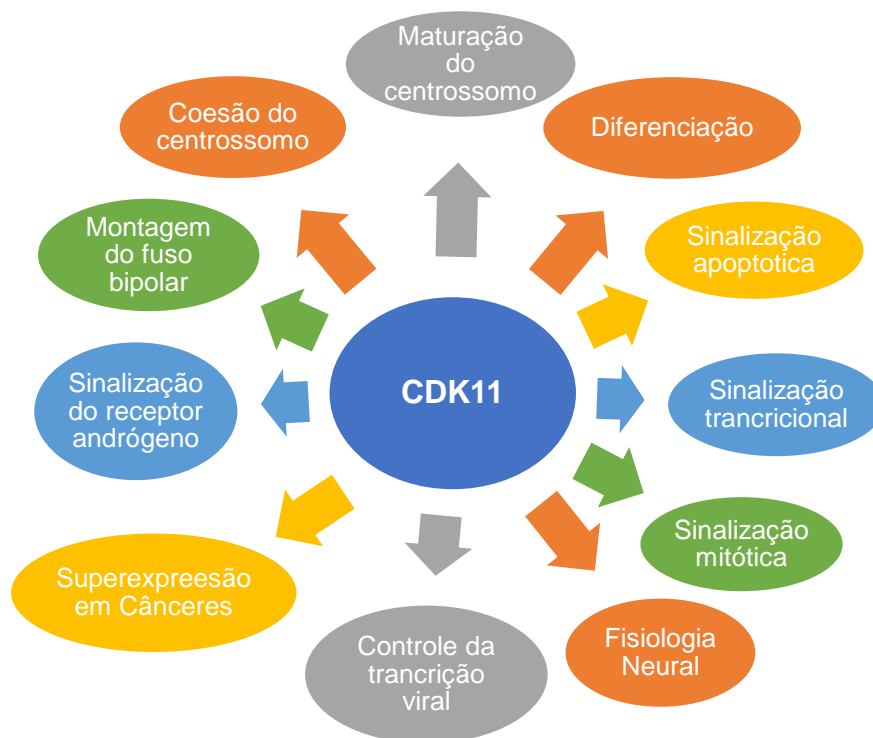 Maturação
do
centrossomo
Coesão do
centrossomo
Diferenciação
Montagem
do fuso
bipolar
Sinalização
apoptotica
CDK11
Sinalização
do receptor
andrógeno
Sinalização
trancricional
Sinalização
mitótica
Superexpreesão
em Cânceres
Controle da
trancrição
viral
Fisiologia
Neural